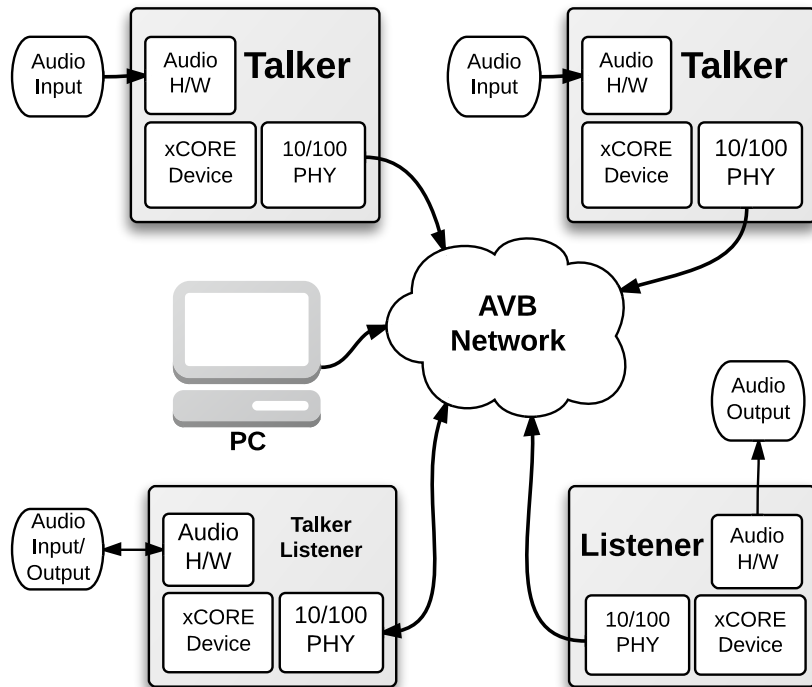 Audio
Input
Audio
H/W
Talker
xCORE
Device
10/100
PHY
Audio
Input
Audio
H/W
Talker
xCORE
Device
10/100
PHY
AVB
Network
PC
Audio
Output
Audio
Input/
Output
Audio
H/W
Talker
Listener
xCORE
Device
10/100
PHY
Listener
Audio
H/W
10/100
PHY
xCORE
Device